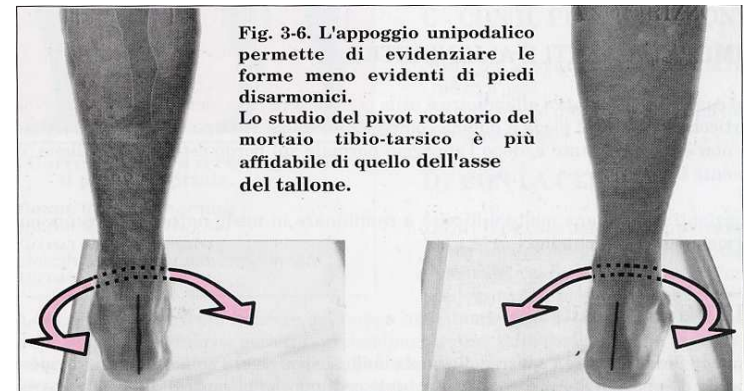 Fig. 3-6. L'appoggio unipodalico
permette di evidenziare le
forme meno evidenti di piedi
disarmonici.
Lo studio del pivot rotatorio del
mortaio tibio-tarsico è più
affidabile di quello dell'asse
del tallone.